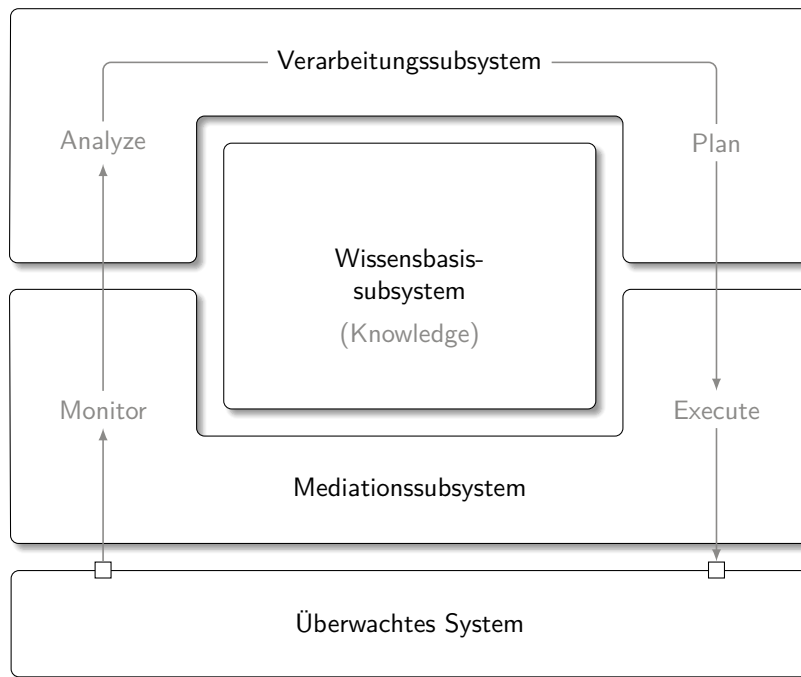 Verarbeitungssubsystem
Analyze
Plan
Wissensbasis-
subsystem
(Knowledge)
Monitor
Execute
Mediationssubsystem
Überwachtes System